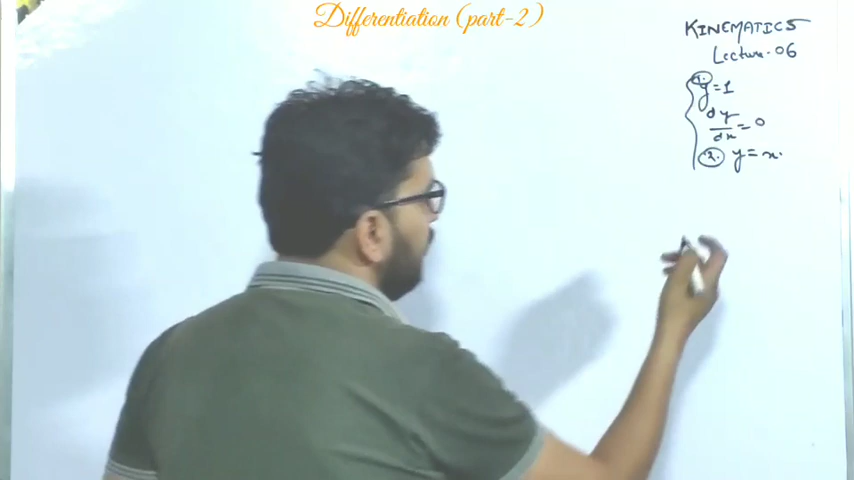 Differentiation (part-2)
KINEMATICS
Lecture-06
1. y=1
dy/dx=0
2. y=x.